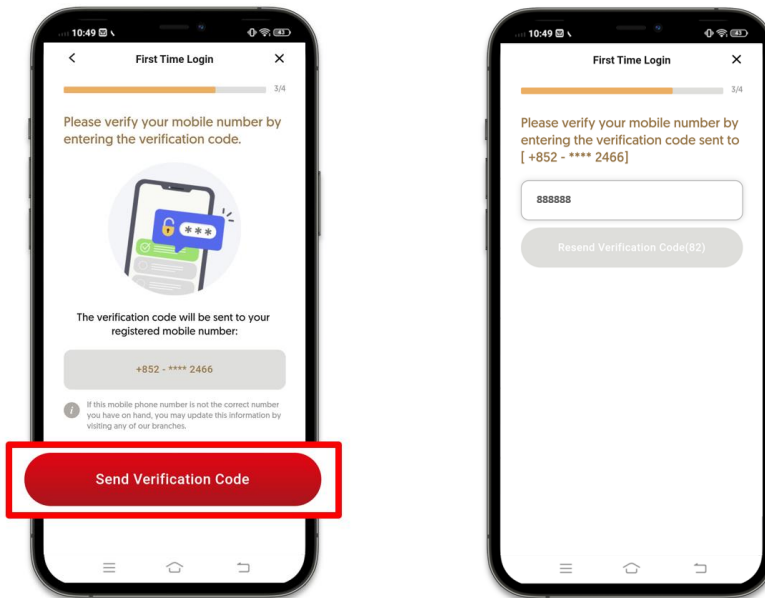 10:49
43
First Time Login
3/4
Please verify your mobile number by
entering the verification code.
***
The verification code will be sent to your
registered mobile number:
+852 - **** 2466
i
If this mobile phone number is not the correct number
you have on hand, you may update this information by
visiting any of our branches.
Send Verification Code
10:49
43
First Time Login
3/4
Please verify your mobile number by
entering the verification code sent to
[ +852 - **** 2466]
888888
Resend Verification Code(82)